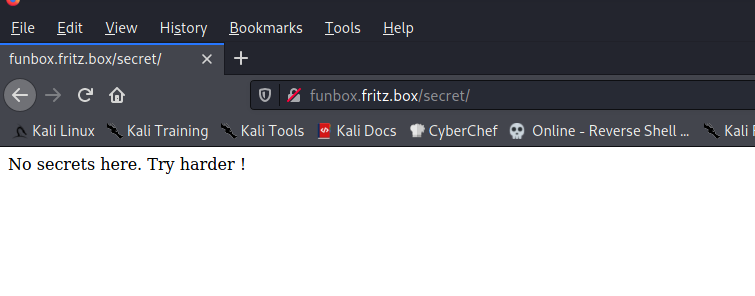 File Edit View History Bookmarks Tools Help
funbox.fritz.box/secret/
funbox.fritz.box/secret/
Kali Linux Kali Training Kali Tools Kali Docs CyberChef Online - Reverse Shell ... Kali
No secrets here. Try harder !